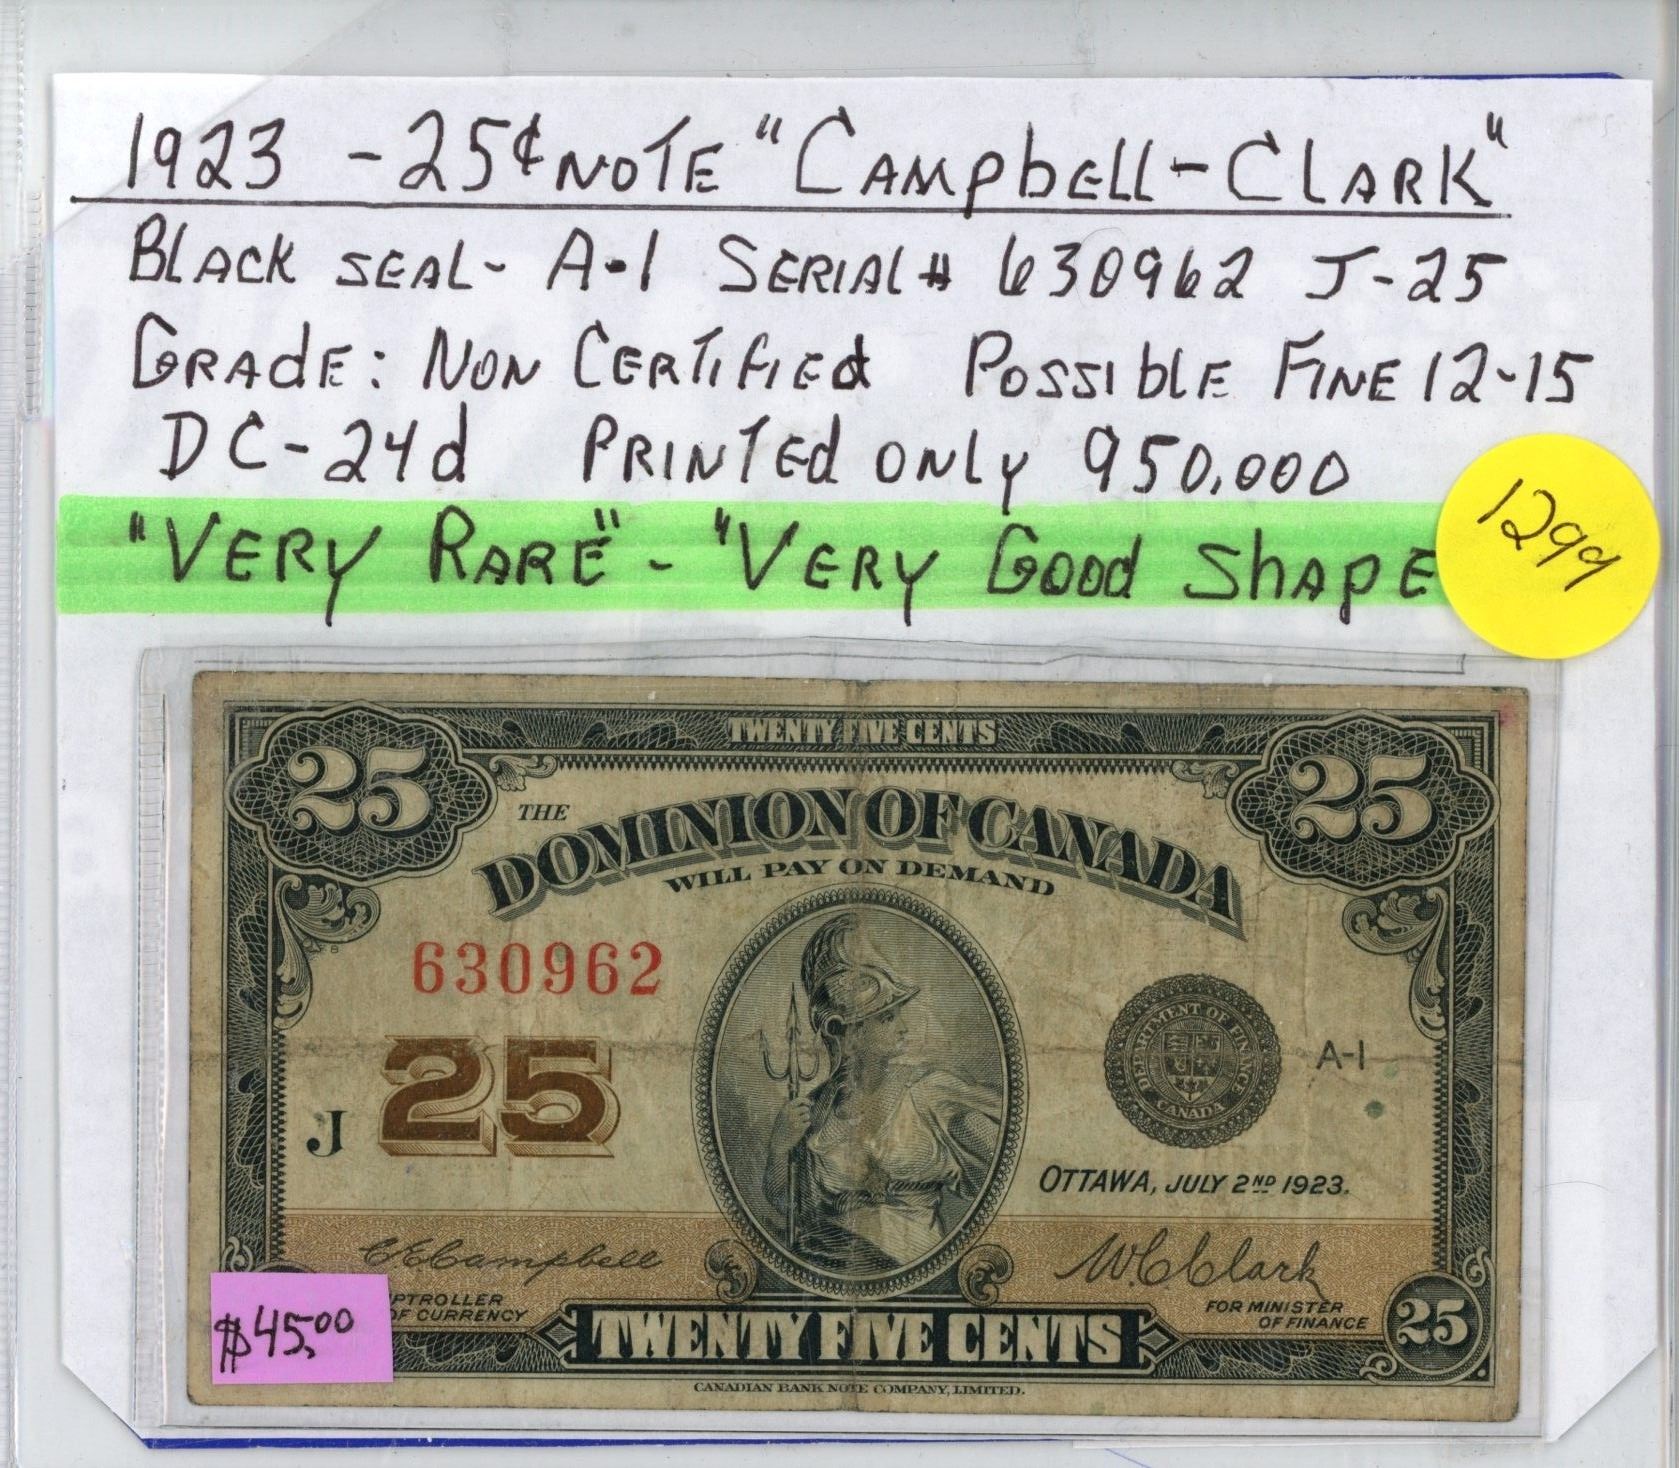 1923 - 25¢ NOTE "CAMPbELL-CLARK"
BLACK SEAL- A-1 SERIAL# 630962 J-25
GRAdE: NON CERTIfIEd POSSIblE FINE 12-15
DC-24d PRINTEd ONLY 950,000
"VERY RARE" - "VERY GOOd ShAPE
1299
TWENTY FIVE CENTS
25 25
THE
DOMINION OF CANADA
WILL PAY ON DEMAND
630962
DEPARTMENT OF FINANCE
CANADA
A-1
25
J
OTTAWA, JULY 2ND 1923.
C E Campbell W C Clark
PTROLLER
OF CURRENCY
FOR MINISTER
OF FINANCE
25
$45.00
TWENTY FIVE CENTS
CANADIAN BANK NOTE COMPANY, LIMITED.